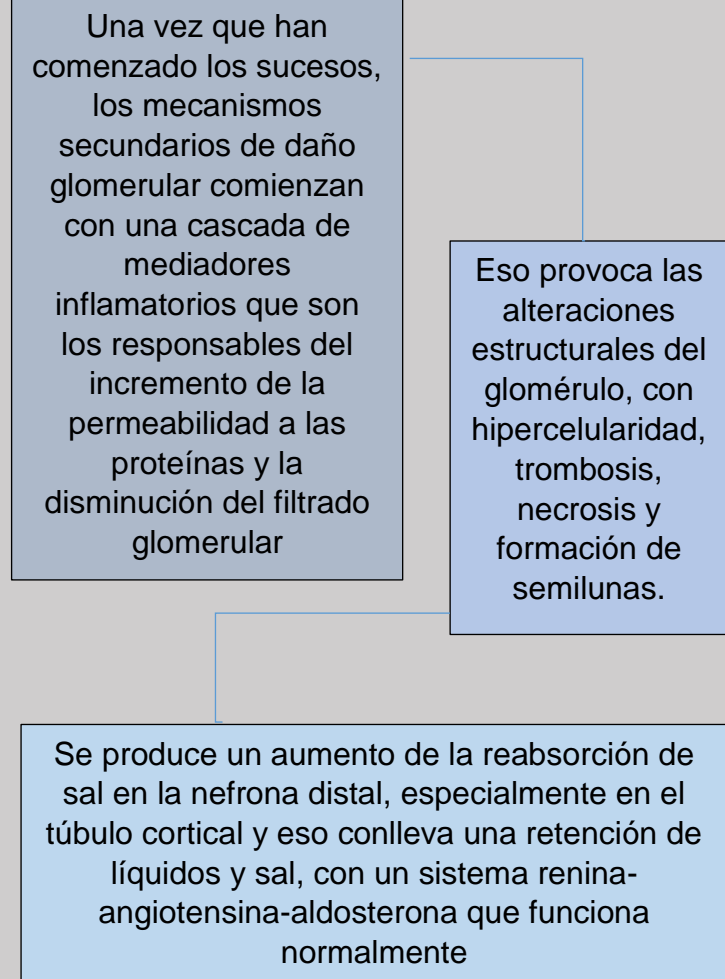 Una vez que han
comenzado los sucesos,
los mecanismos
secundarios de daño
glomerular comienzan
con una cascada de
mediadores
inflamatorios que son
los responsables del
incremento de la
permeabilidad a las
proteínas y la
disminución del filtrado
glomerular
Eso provoca las
alteraciones
estructurales del
glomérulo, con
hipercelularidad,
trombosis,
necrosis y
formación de
semilunas.
Se produce un aumento de la reabsorción de
sal en la nefrona distal, especialmente en el
túbulo cortical y eso conlleva una retención de
líquidos y sal, con un sistema renina-
angiotensina-aldosterona que funciona
normalmente